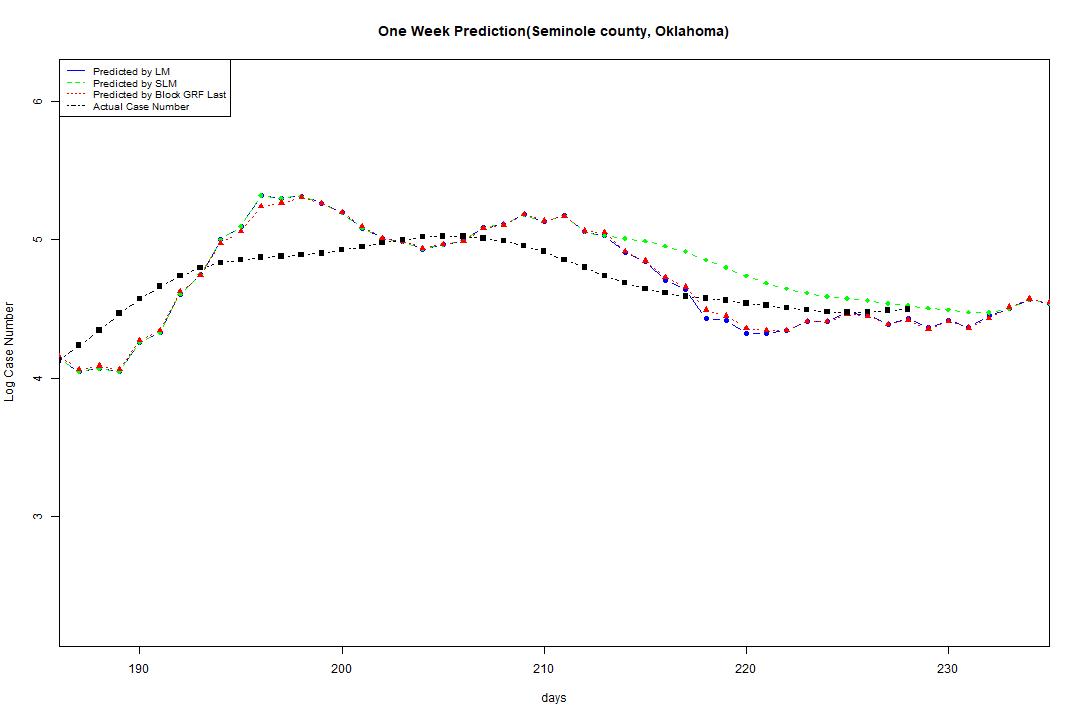 One Week Prediction(Seminole county, Oklahoma)
Predicted by LM
Predicted by SLM
Predicted by Block GRF Last
Actual Case Number
6
5
4
3
Log Case Number
190
200
210
220
230
days